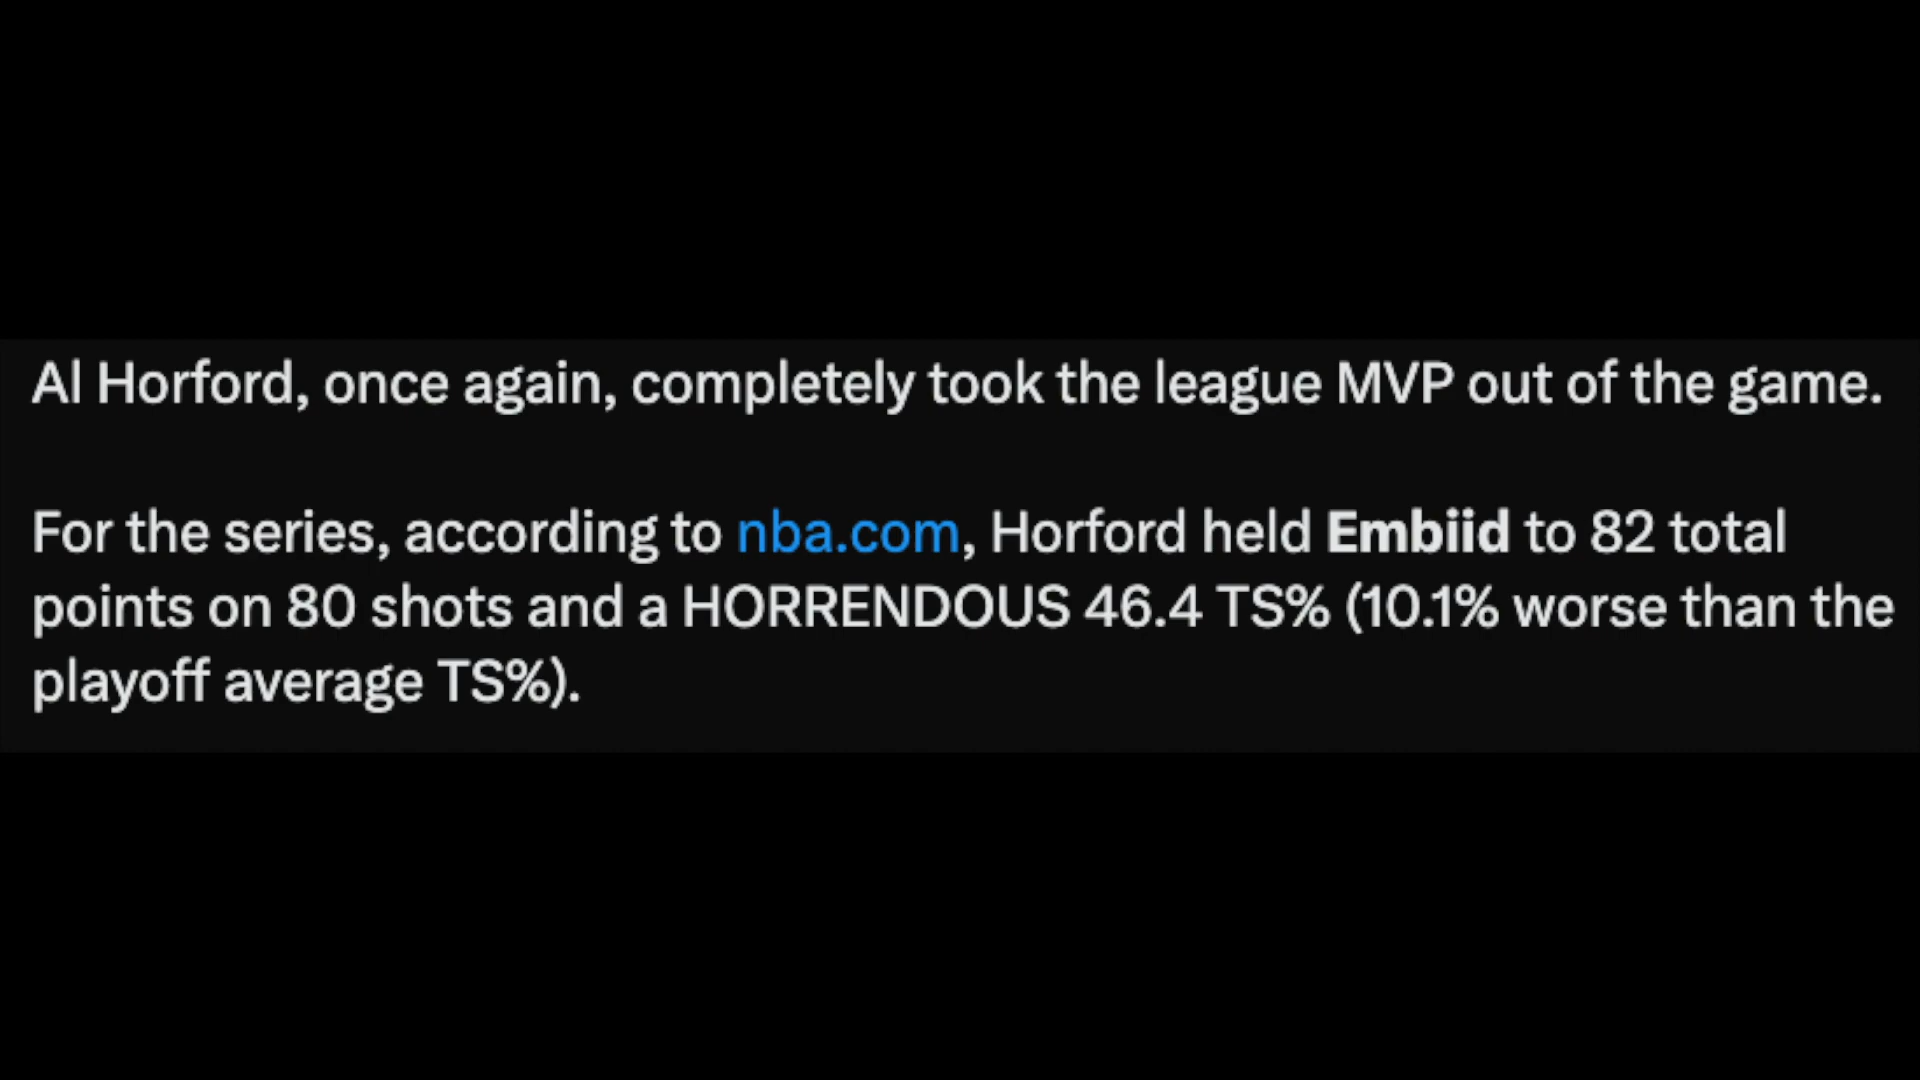 Al Horford, once again, completely took the league MVP out of the game.
For the series, according to nba.com, Horford held Embiid to 82 total
points on 80 shots and a HORRENDOUS 46.4 TS% (10.1% worse than the
playoff average TS%).